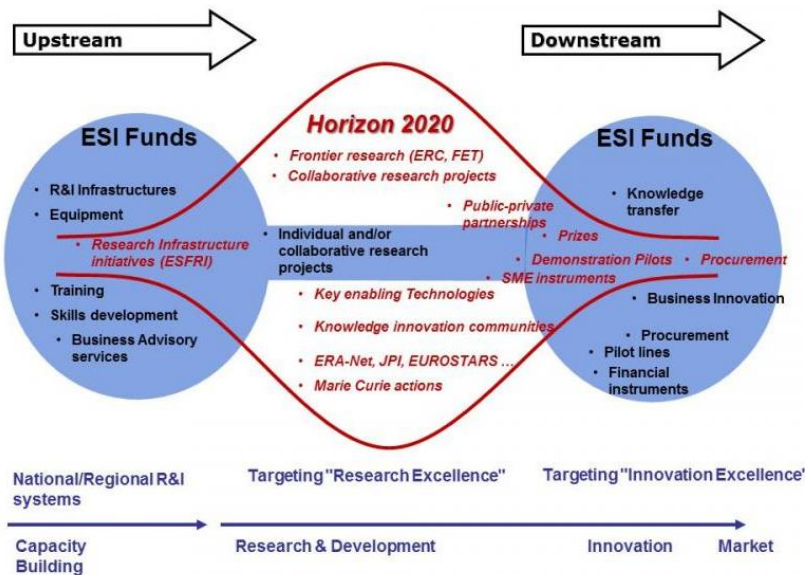 Upstream
Downstream
ESI Funds
• R&I Infrastructures
• Equipment
• Research Infrastructure
initiatives (ESFRI)
• Training
• Skills development
• Business Advisory
services
Horizon 2020
• Frontier research (ERC, FET)
• Collaborative research projects
• Public-private
partnerships
• Individual and/or
collaborative research
projects
• Prizes
• Demonstration Pilots
• Procurement
• SME instruments
• Key enabling Technologies
• Knowledge innovation communities
• ERA-Net, JPI, EUROSTARS ...
• Marie Curie actions
ESI Funds
• Knowledge
transfer
• Business Innovation
• Procurement
• Pilot lines
• Financial
instruments
National/Regional R&I
systems
Targeting "Research Excellence"
Targeting "Innovation Excellence"
Capacity
Building
Research & Development
Innovation
Market